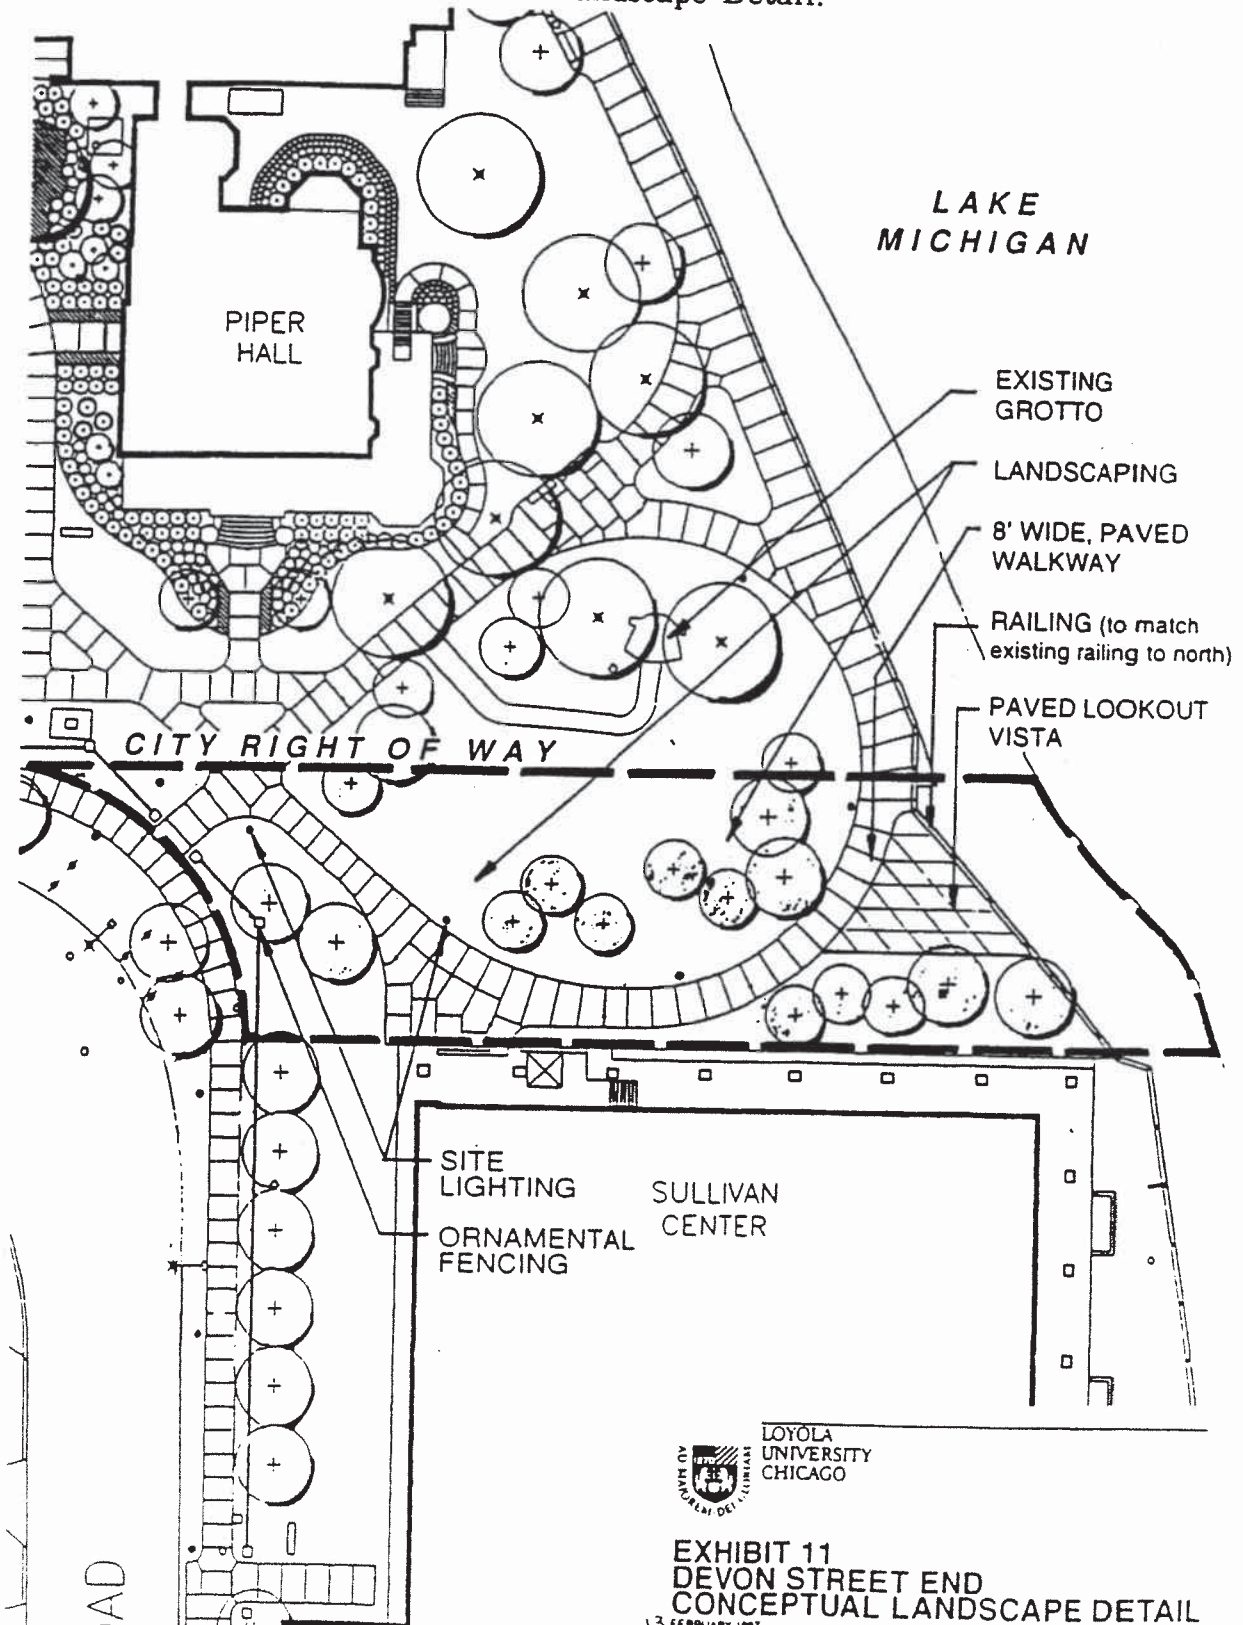 Detail.
LAKE
MICHIGAN
PIPER
HALL
EXISTING
GROTTO
LANDSCAPING
8' WIDE, PAVED
WALKWAY
RAILING (to match
existing railing to north)
PAVED LOOKOUT
VISTA
CITY RIGHT OF WAY
SITE
LIGHTING
ORNAMENTAL
FENCING
SULLIVAN
CENTER
LOYOLA
UNIVERSITY
CHICAGO
AD
EXHIBIT 11
DEVON STREET END
CONCEPTUAL LANDSCAPE DETAIL